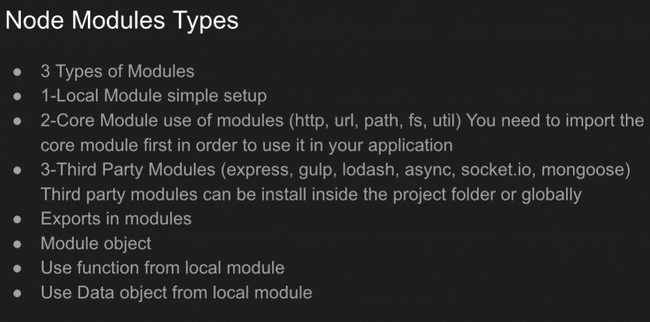 Node Modules Types
● 3 Types of Modules
● 1-Local Module simple setup
● 2-Core Module use of modules (http, url, path, fs, util) You need to import the
core module first in order to use it in your application
● 3-Third Party Modules (express, gulp, lodash, async, socket.io, mongoose)
Third party modules can be install inside the project folder or globally
● Exports in modules
● Module object
● Use function from local module
● Use Data object from local module